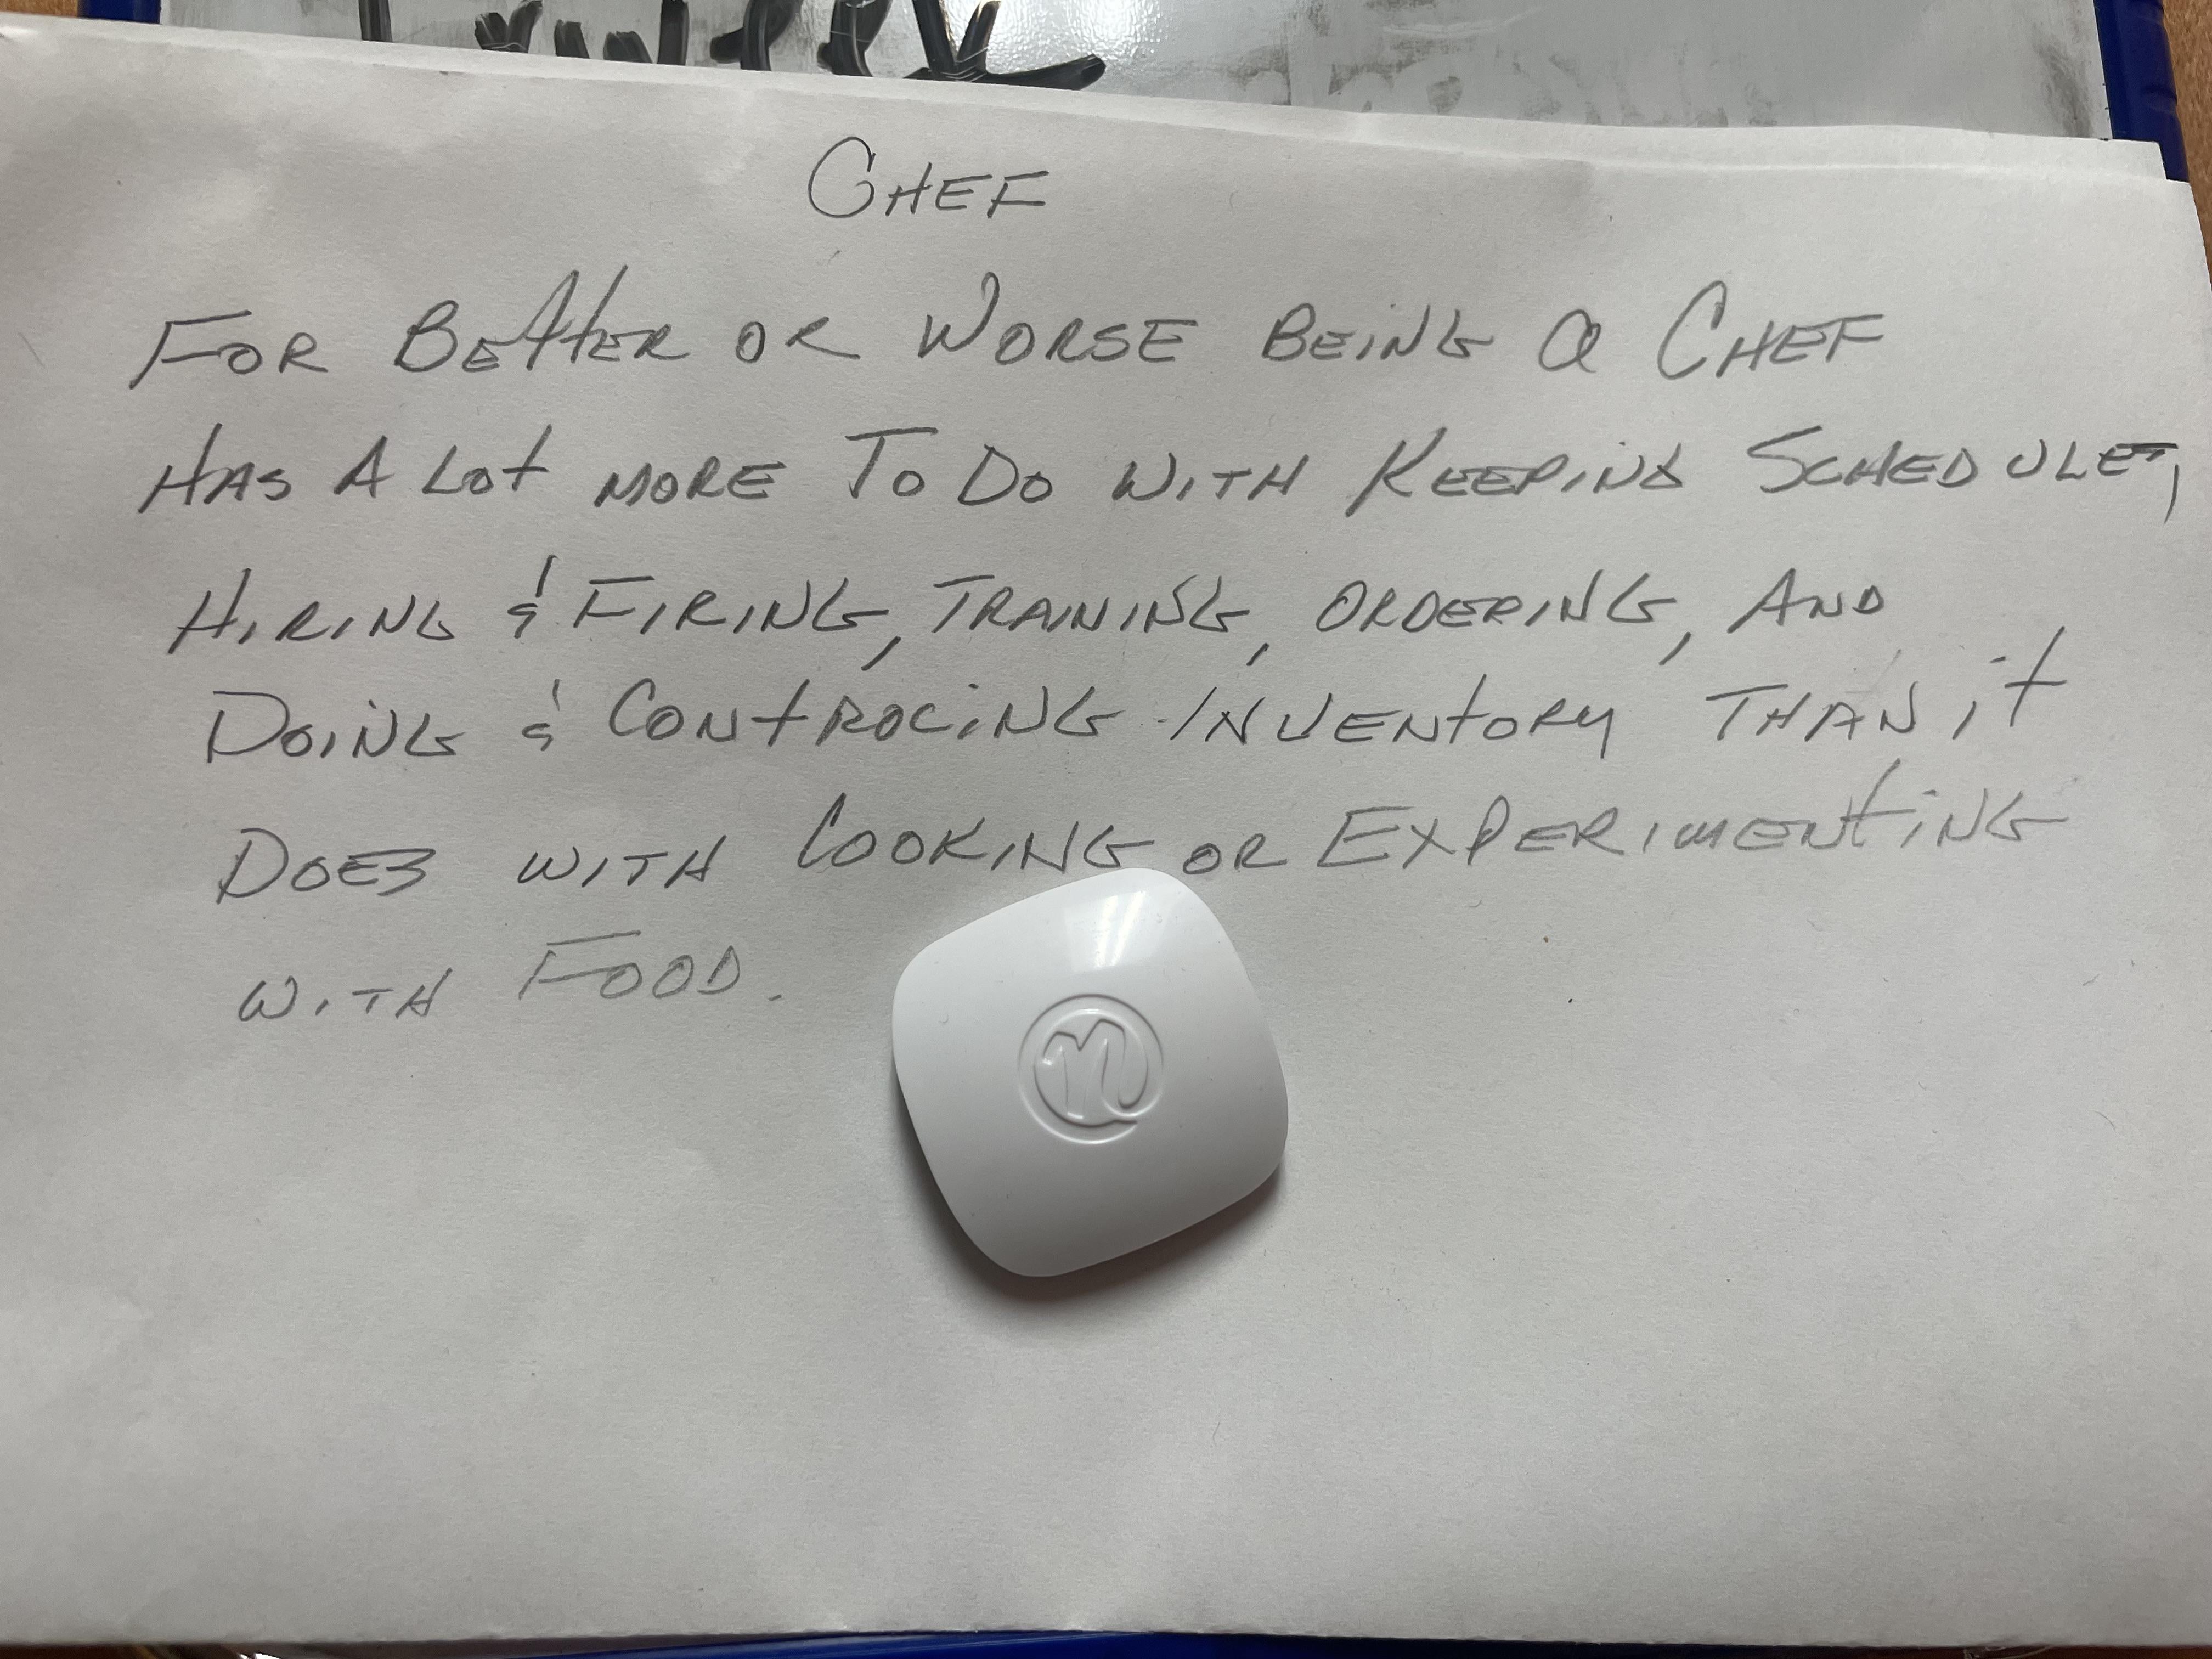 CHEF
FOR BEttER OR WORSE BEiNG a CHEF
HAS A Lot MORE To Do WITH KEEPiNG SCHEDULES,
HIRING & FIRING, TRAINING, ORDERING, AND
DOiNG & CONtROLiNG INVENtORY THAN it
DOES WITH COOKING OR EXPERIMENtiNG
WITH FOOD.
n